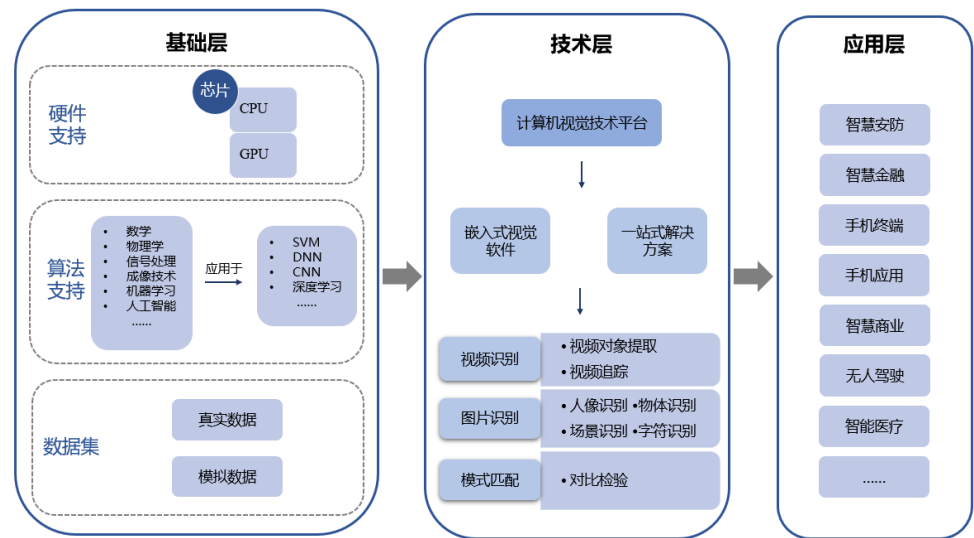 基础层
硬件
支持
芯片
CPU
GPU
算法
支持
• 数学
• 物理学
• 信号处理
• 成像技术
• 机器学习
• 人工智能
……
应用于
• SVM
• DNN
• CNN
• 深度学习
……
数据集
真实数据
模拟数据
技术层
计算机视觉技术平台
嵌入式视觉
软件
一站式解决
方案
视频识别
• 视频对象提取
• 视频追踪
图片识别
• 人像识别 •物体识别
• 场景识别 •字符识别
模式匹配
• 对比检验
应用层
智慧安防
智慧金融
手机终端
手机应用
智慧商业
无人驾驶
智能医疗
……